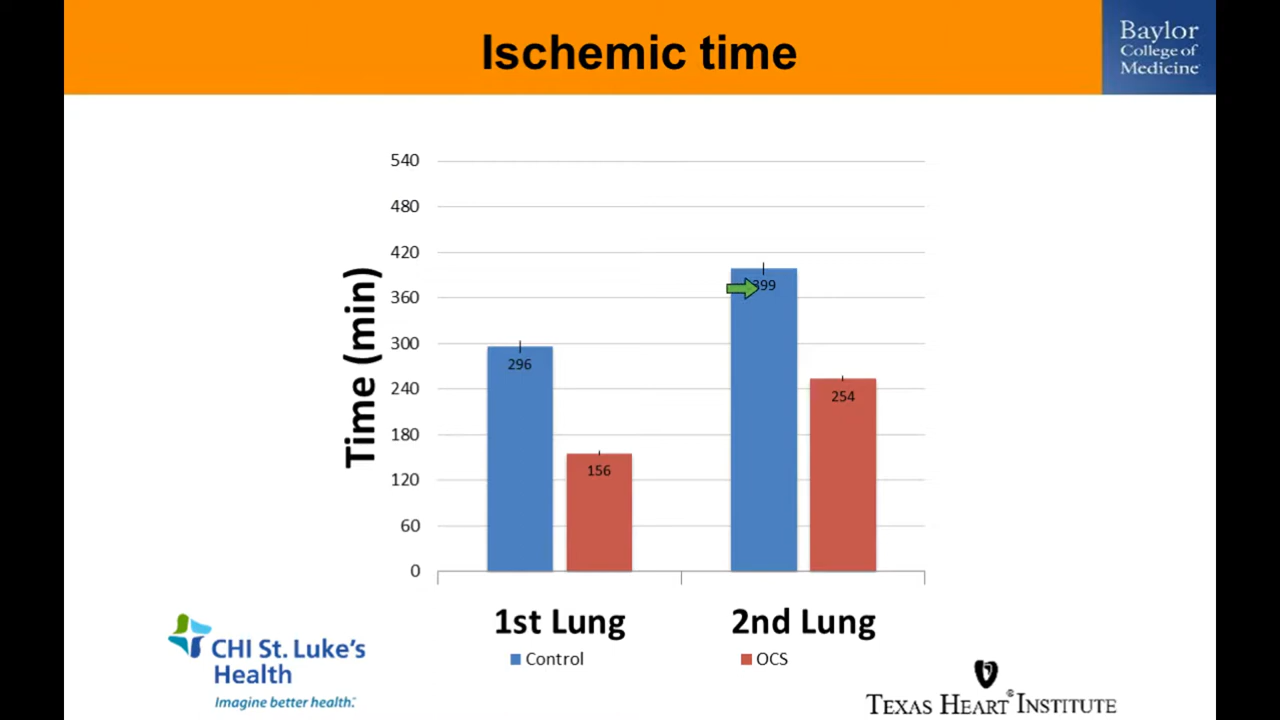 Ischemic time
Baylor
College of
Medicine
540
480
420
360
300
240
180
120
60
0
Time (min)
296
156
399
254
1st Lung
2nd Lung
Control
OCS
CHI St. Luke's
Health
Imagine better health.™
TEXAS HEART® INSTITUTE